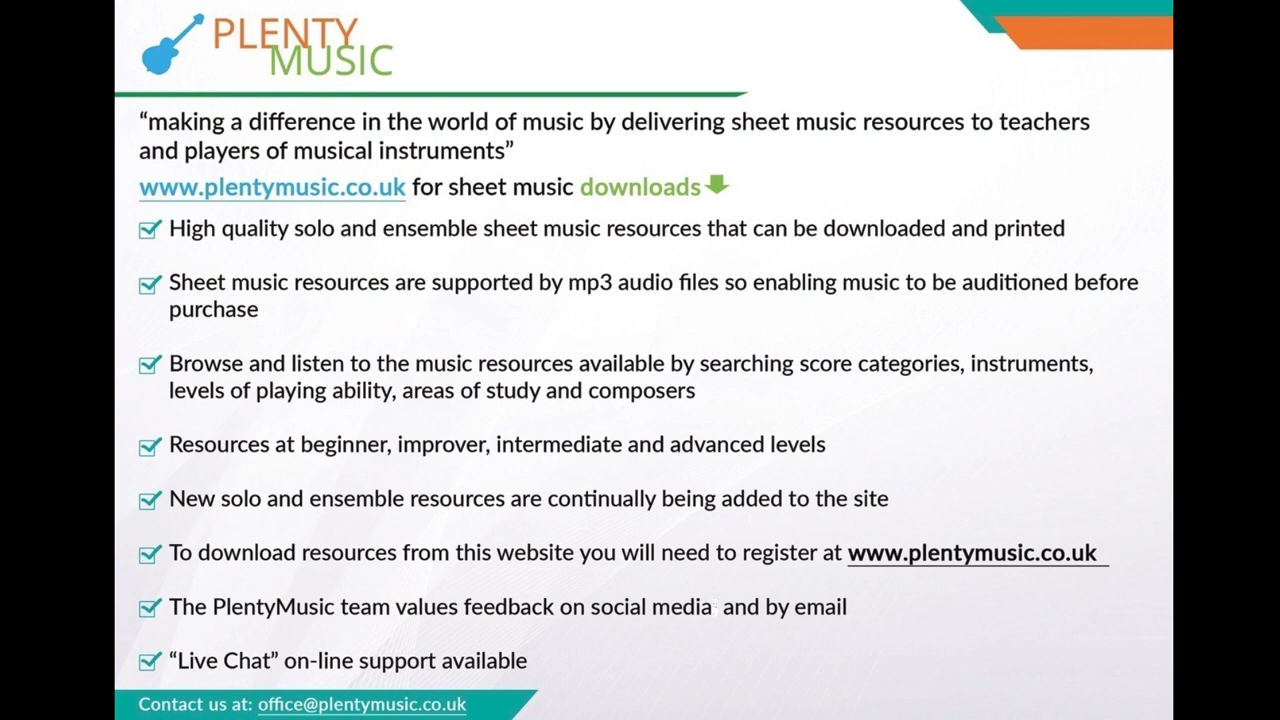 PLENTY
MUSIC
“making a difference in the world of music by delivering sheet music resources to teachers
and players of musical instruments”
www.plentymusic.co.uk for sheet music downloads
High quality solo and ensemble sheet music resources that can be downloaded and printed
Sheet music resources are supported by mp3 audio files so enabling music to be auditioned before
purchase
Browse and listen to the music resources available by searching score categories, instruments,
levels of playing ability, areas of study and composers
Resources at beginner, improver, intermediate and advanced levels
New solo and ensemble resources are continually being added to the site
To download resources from this website you will need to register at www.plentymusic.co.uk
The PlentyMusic team values feedback on social media and by email
“Live Chat” on-line support available
Contact us at: office@plentymusic.co.uk